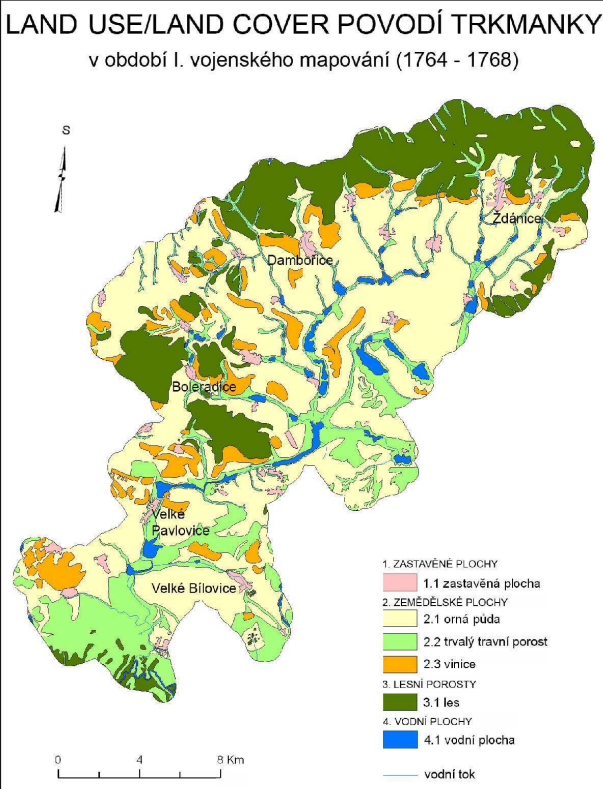 LAND USE/LAND COVER POVODÍ TRKMANKY
v období I. vojenského mapování (1764 - 1768)
S
Ždánice
Dambořice
Boleradice
Velké
Pavlovice
Velké Bílovice
1. ZASTAVĚNÉ PLOCHY
1.1 zastavěná plocha
2. ZEMĚDĚLSKÉ PLOCHY
2.1 orná půda
2.2 trvalý travní porost
2.3 vinice
3. LESNÍ POROSTY
3.1 les
4. VODNÍ PLOCHY
4.1 vodní plocha
vodní tok
0 4 8 Km